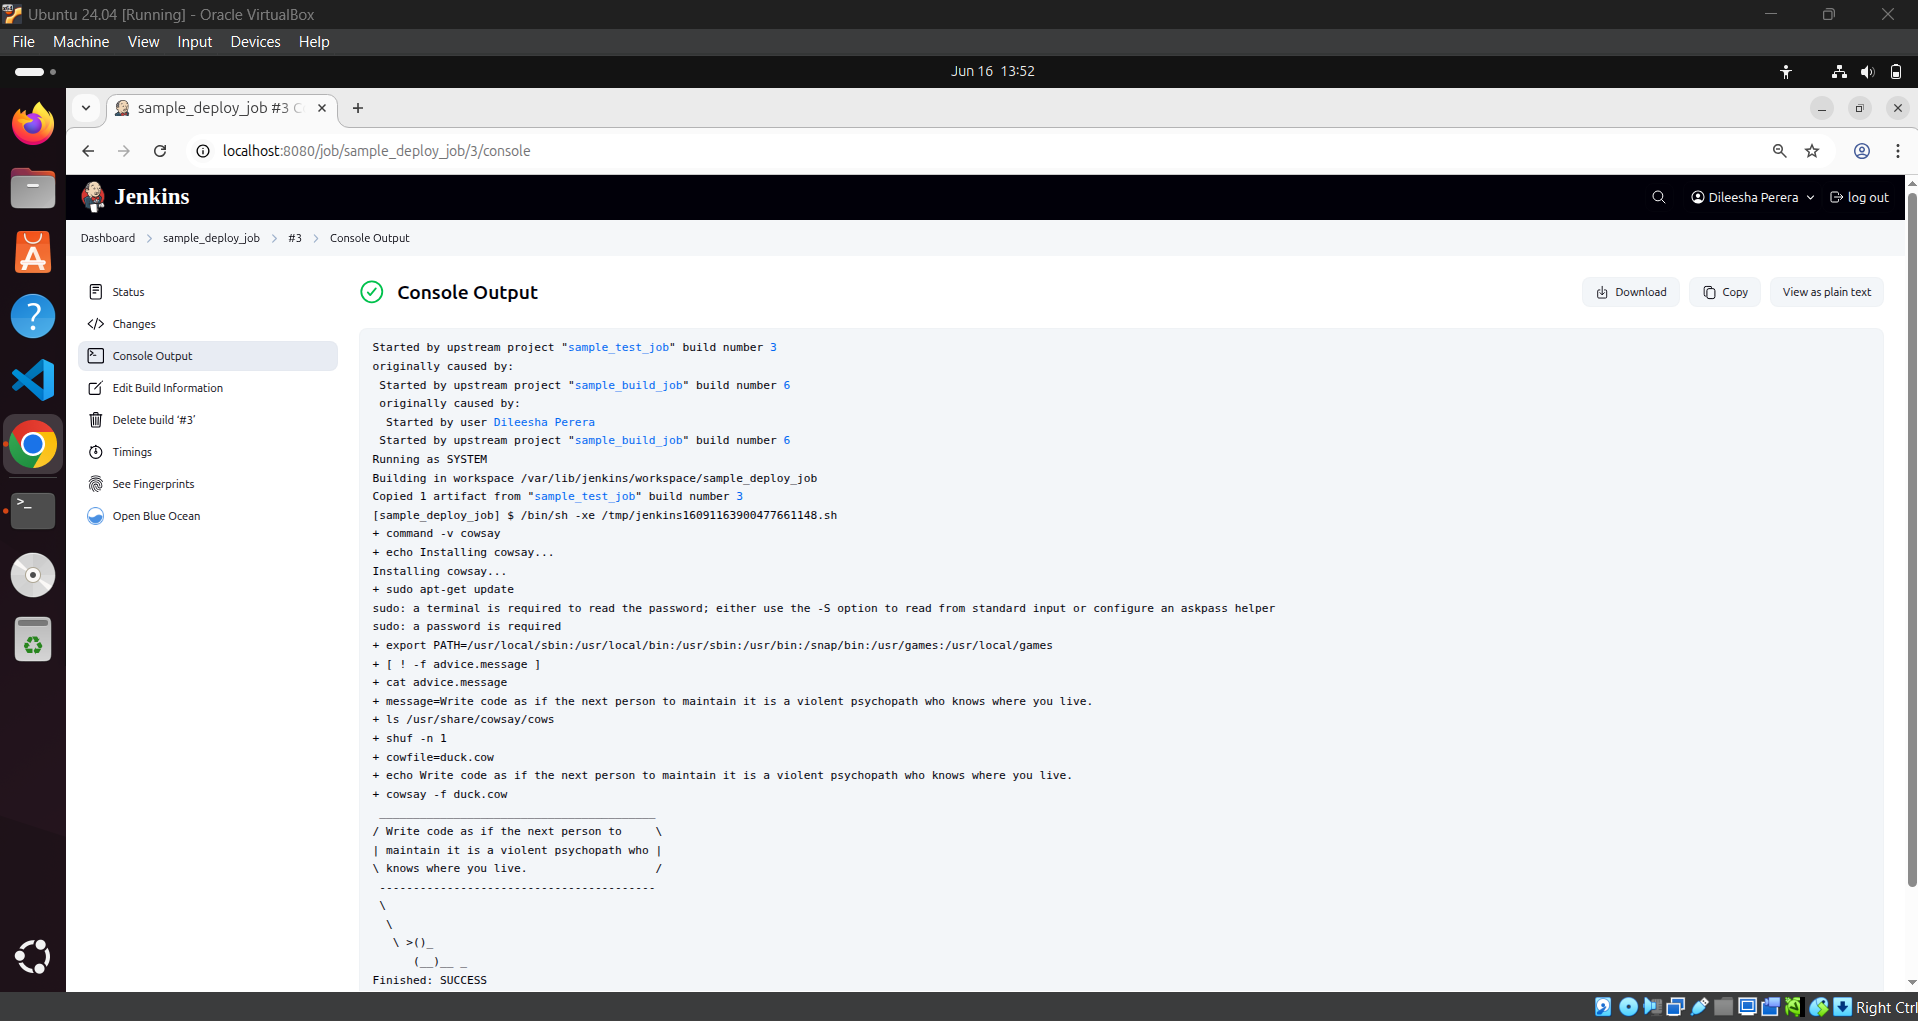 Ubuntu 24.04 [Running] - Oracle VirtualBox
File Machine View Input Devices Help
Jun 16 13:52
sample_deploy_job #3 C
localhost:8080/job/sample_deploy_job/3/console
Jenkins
Dileesha Perera
log out
Dashboard > sample_deploy_job > #3 > Console Output
Status
Changes
Console Output
Edit Build Information
Delete build ‘#3’
Timings
See Fingerprints
Open Blue Ocean
Console Output
Download
Copy
View as plain text
Started by upstream project "sample_test_job" build number 3
originally caused by:
 Started by upstream project "sample_build_job" build number 6
 originally caused by:
  Started by user Dileesha Perera
 Started by upstream project "sample_build_job" build number 6
Running as SYSTEM
Building in workspace /var/lib/jenkins/workspace/sample_deploy_job
Copied 1 artifact from "sample_test_job" build number 3
[sample_deploy_job] $ /bin/sh -xe /tmp/jenkins16091163900477661148.sh
+ command -v cowsay
+ echo Installing cowsay...
Installing cowsay...
+ sudo apt-get update
sudo: a terminal is required to read the password; either use the -S option to read from standard input or configure an askpass helper
sudo: a password is required
+ export PATH=/usr/local/sbin:/usr/local/bin:/usr/sbin:/usr/bin:/snap/bin:/usr/games:/usr/local/games
+ [ ! -f advice.message ]
+ cat advice.message
+ message=Write code as if the next person to maintain it is a violent psychopath who knows where you live.
+ ls /usr/share/cowsay/cows
+ shuf -n 1
+ cowfile=duck.cow
+ echo Write code as if the next person to maintain it is a violent psychopath who knows where you live.
+ cowsay -f duck.cow
 _________________________________________
/ Write code as if the next person to     \
| maintain it is a violent psychopath who |
\ knows where you live.                   /
 -----------------------------------------
 \
  \
   \ >()_
      (__)__ _
Finished: SUCCESS
Right Ctrl